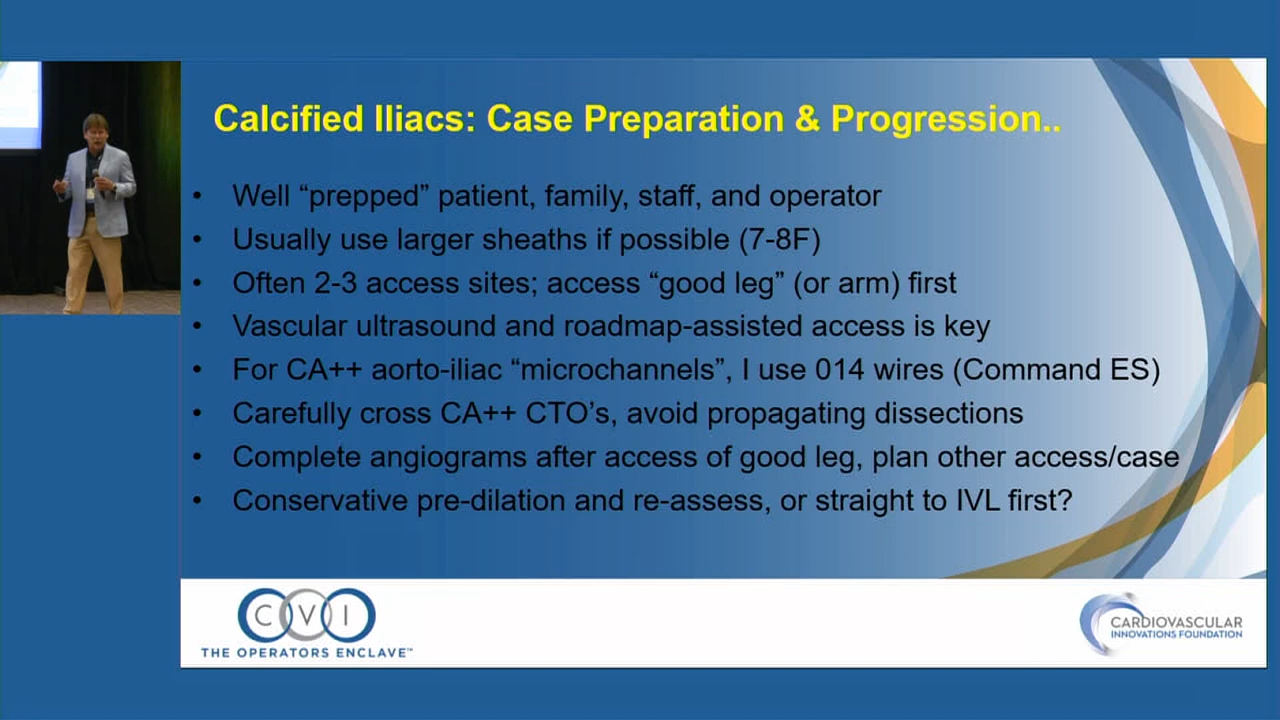 Calcified Iliacs: Case Preparation & Progression..
• Well “prepped” patient, family, staff, and operator
• Usually use larger sheaths if possible (7-8F)
• Often 2-3 access sites; access “good leg” (or arm) first
• Vascular ultrasound and roadmap-assisted access is key
• For CA++ aorto-iliac “microchannels”, I use 014 wires (Command ES)
• Carefully cross CA++ CTO’s, avoid propagating dissections
• Complete angiograms after access of good leg, plan other access/case
• Conservative pre-dilation and re-assess, or straight to IVL first?
CVI
THE OPERATORS ENCLAVE™
CARDIOVASCULAR
INNOVATIONS FOUNDATION